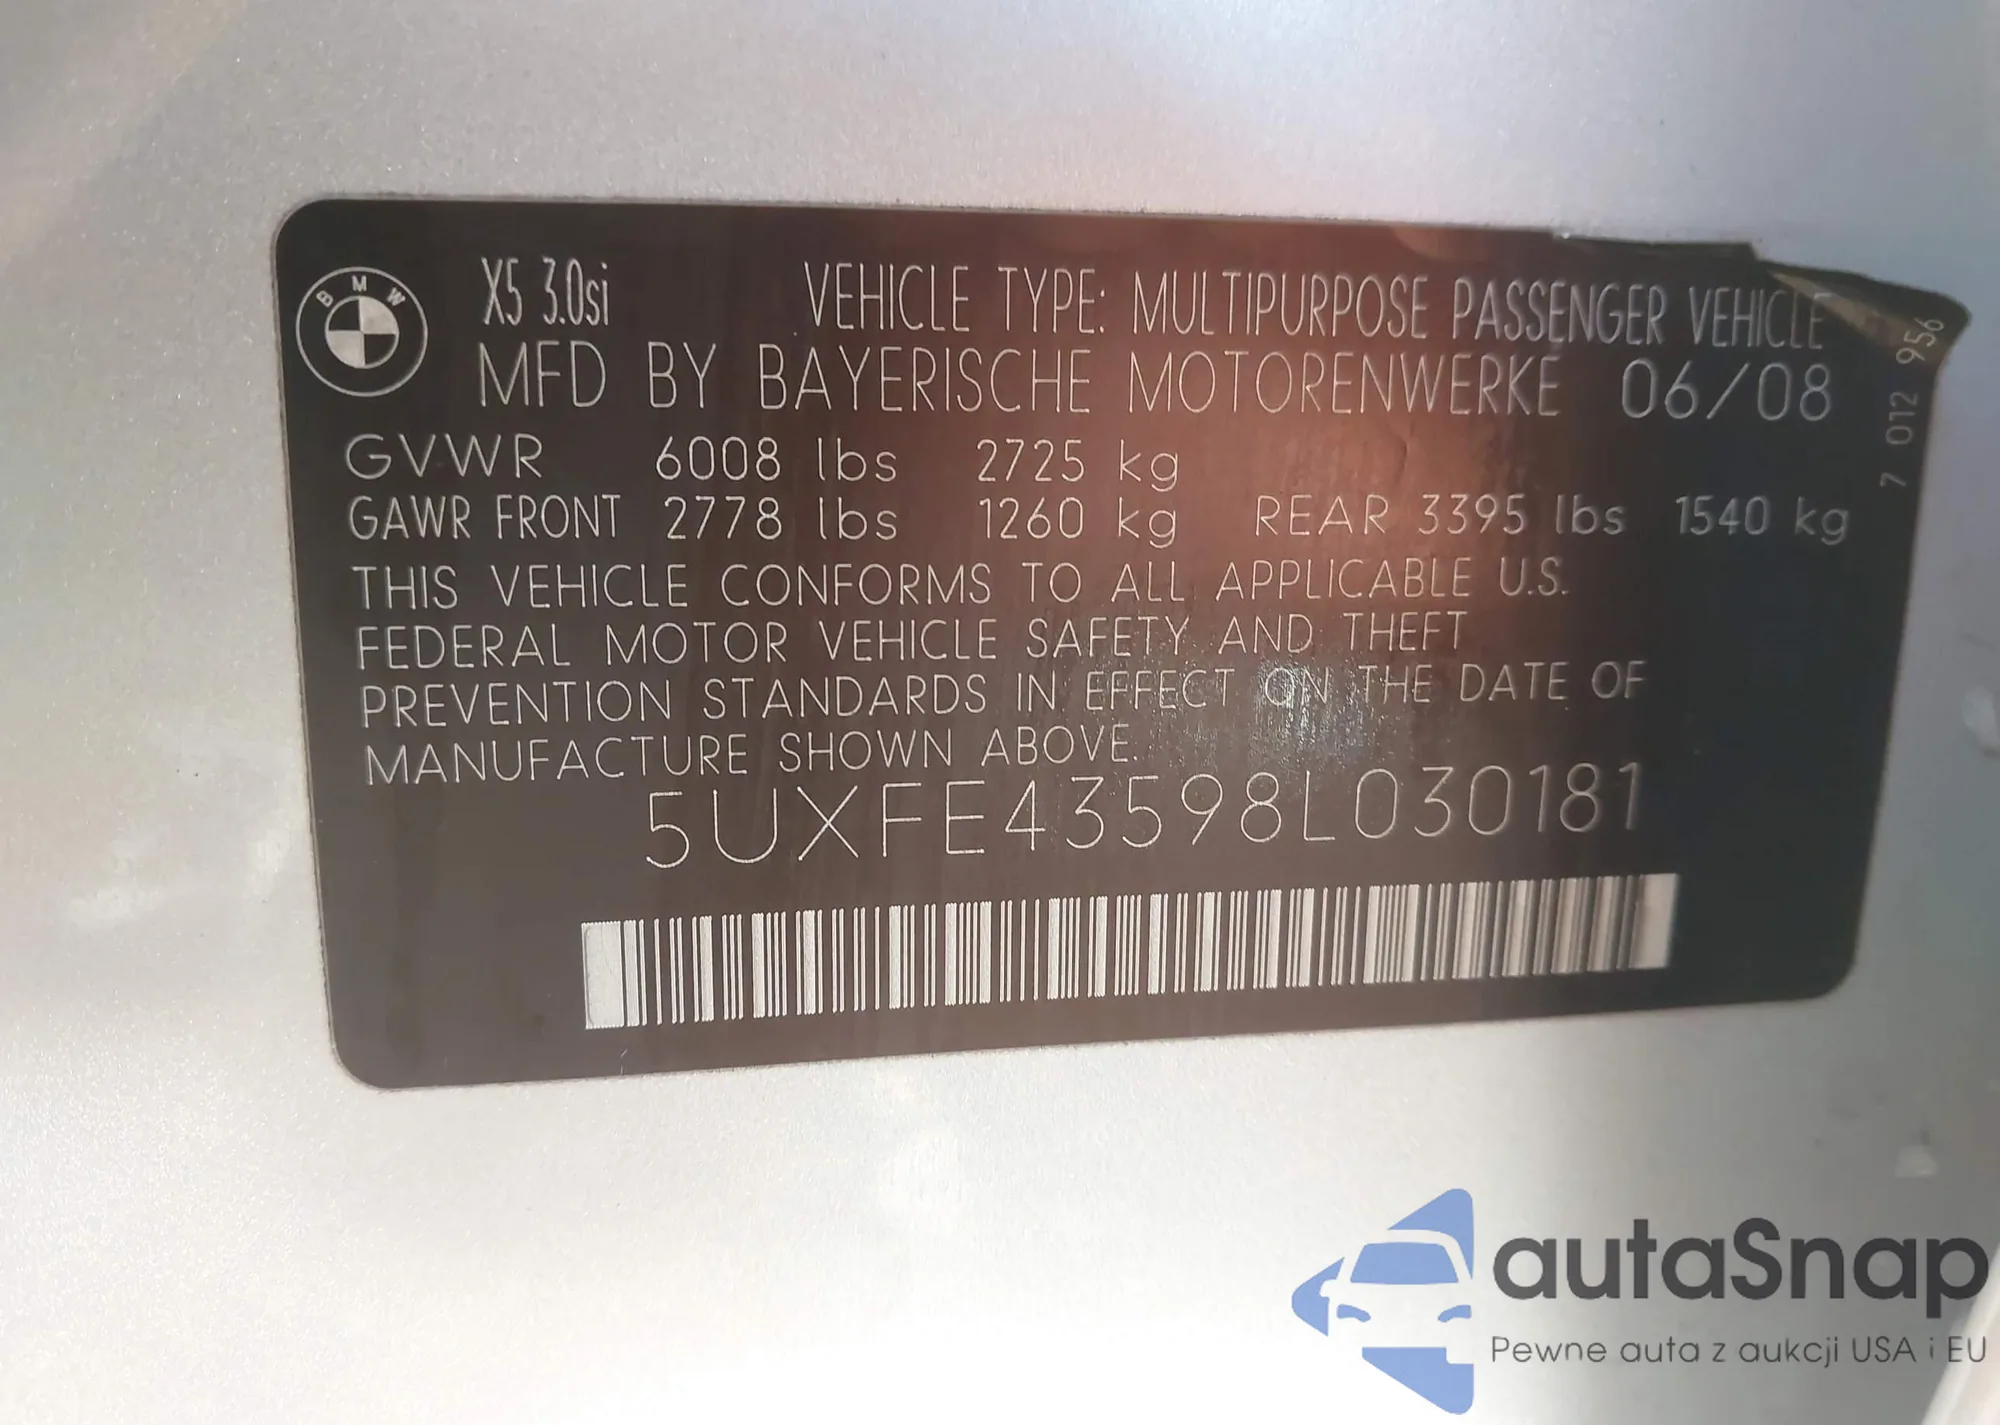 BMW
X5 3.0si VEHICLE TYPE: MULTIPURPOSE PASSENGER VEHICLE
MFD BY BAYERISCHE MOTORENWERKE 06/08
GVWR 6008 lbs 2725 kg
GAWR FRONT 2778 lbs 1260 kg REAR 3395 lbs 1540 kg
THIS VEHICLE CONFORMS TO ALL APPLICABLE U.S.
FEDERAL MOTOR VEHICLE SAFETY AND THEFT
PREVENTION STANDARDS IN EFFECT ON THE DATE OF
MANUFACTURE SHOWN ABOVE.
5UXFE43598L030181
7 012 956
autaSnap
Pewne auta z aukcji USA i EU